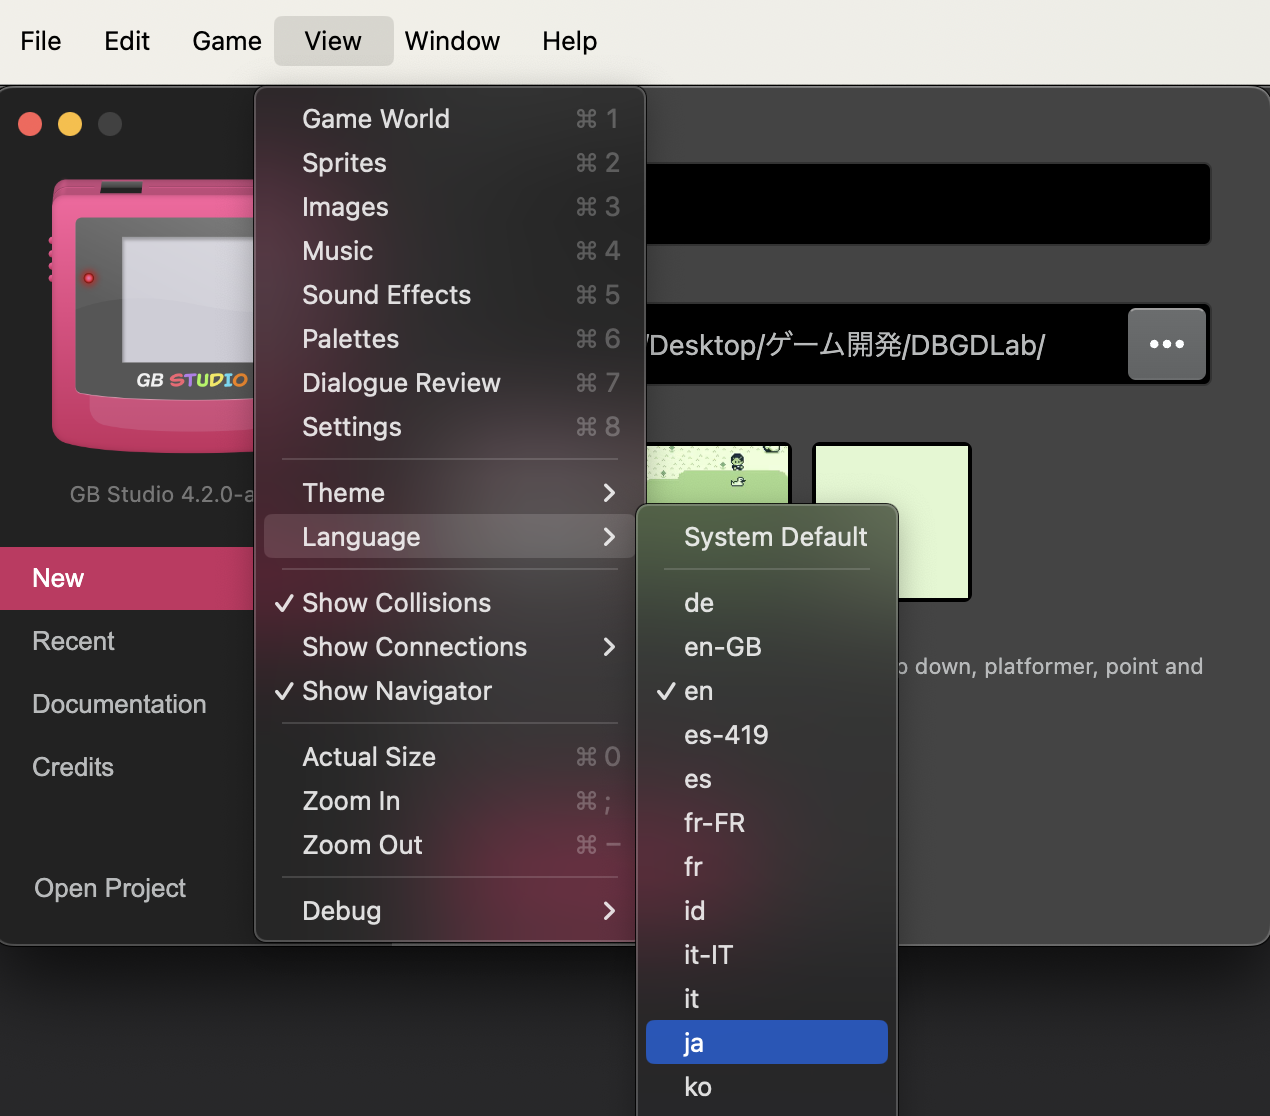 File Edit Game View Window Help
Game World ⌘ 1
Sprites ⌘ 2
Images ⌘ 3
Music ⌘ 4
Sound Effects ⌘ 5
Palettes ⌘ 6
Dialogue Review ⌘ 7
Settings ⌘ 8
Theme
Language
✓ Show Collisions
Show Connections
✓ Show Navigator
Actual Size ⌘ 0
Zoom In ⌘ ;
Zoom Out ⌘ −
Debug
System Default
de
en-GB
✓ en
es-419
es
fr-FR
fr
id
it-IT
it
ja
ko
GB STUDIO
GB Studio 4.2.0-a
New
Recent
Documentation
Credits
Open Project
/Desktop/ゲーム開発/DBGDLab/
•••
down, platformer, point and